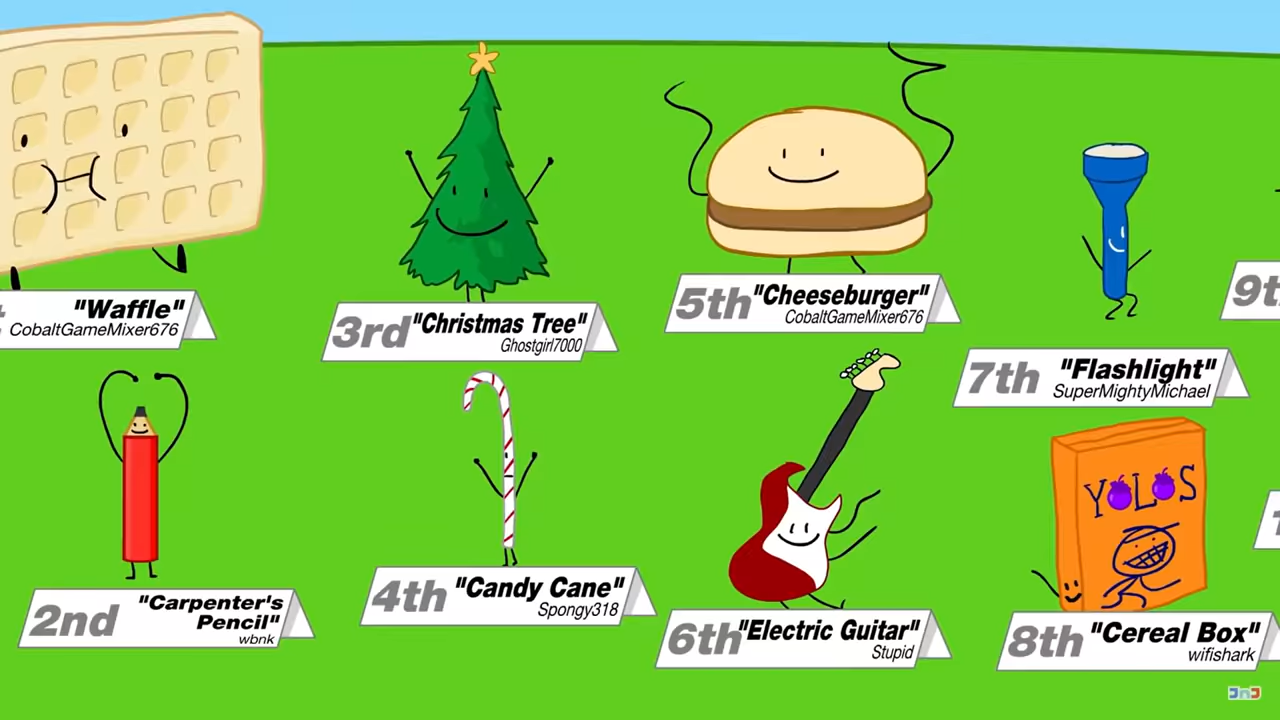 "Waffle"
CobaltGameMixer676
3rd "Christmas Tree"
Ghostgirl7000
5th "Cheeseburger"
CobaltGameMixer676
7th "Flashlight"
SuperMightyMichael
2nd "Carpenter's
Pencil"
wbnk
4th "Candy Cane"
Spongy318
6th "Electric Guitar"
Stupid
YOLOS
8th "Cereal Box"
wifishark
jnj